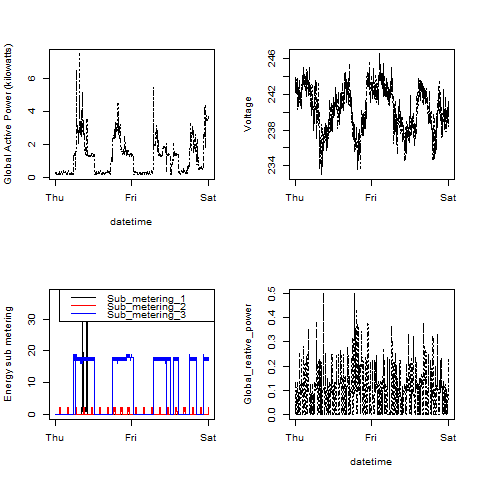 Global Active Power (kilowatts)
0 2 4 6
Thu Fri Sat
datetime
Voltage
234 238 242 246
Thu Fri Sat
Energy sub metering
0 10 20 30
Sub_metering_1
Sub_metering_2
Sub_metering_3
Thu Fri Sat
Global_reative_power
0.0 0.1 0.2 0.3 0.4 0.5
Thu Fri Sat
datetime